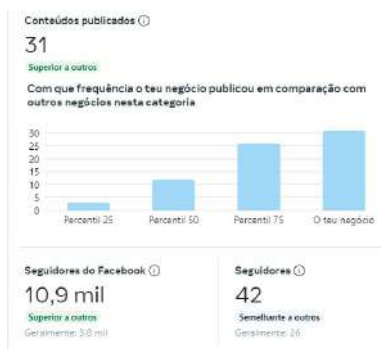 Conteúdos publicados
31
Superior a outros
Com que frequência o teu negócio publicou em comparação com
outros negócios nesta categoria
30
25
20
15
10
5
0
Percentil 25 Percentil 50 Percentil 75 O teu negócio
Seguidores do Facebook
10,9 mil
Superior a outros
Geralmente: 3,8 mil
Seguidores
42
Semelhante a outros
Geralmente: 26